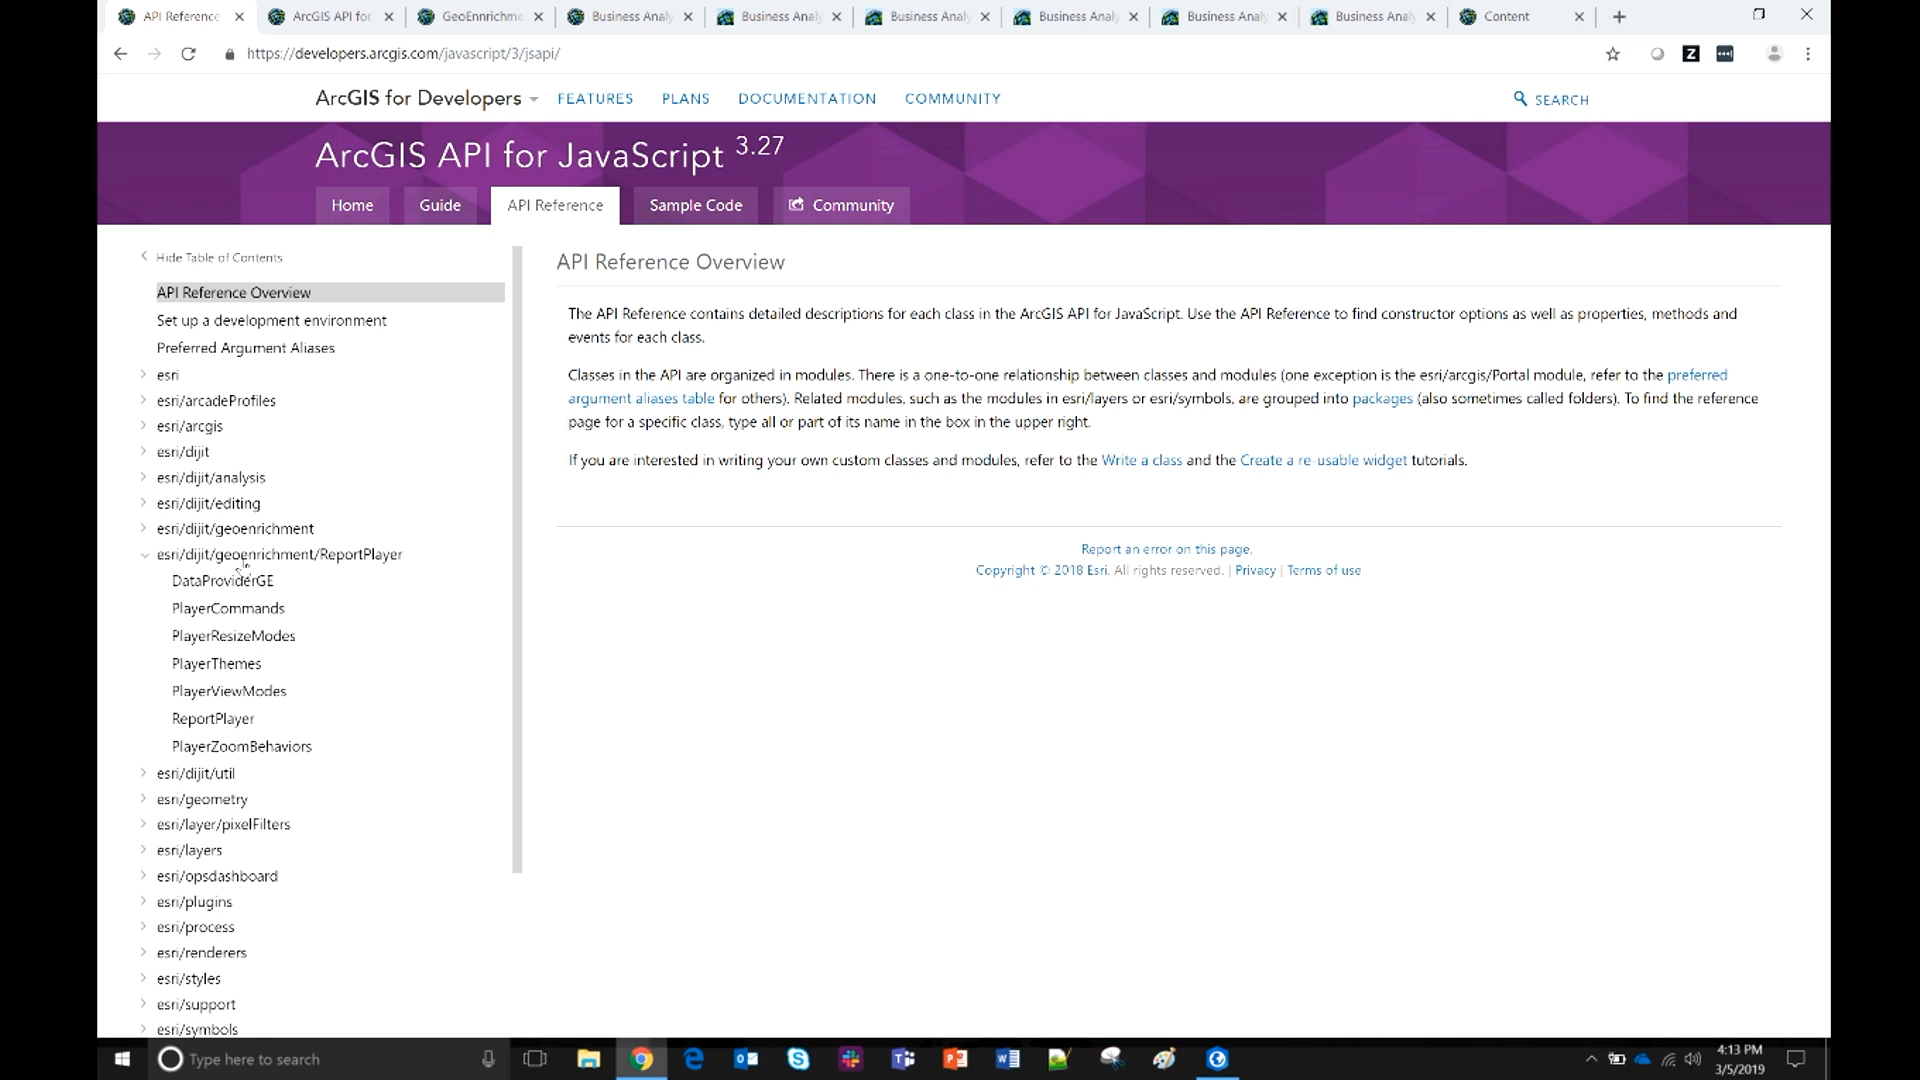 API Reference
ArcGIS API for
GeoEnnrichme
Business Analy
Business Analy
Business Analy
Business Analy
Business Analy
Business Analy
Content
https://developers.arcgis.com/javascript/3/jsapi/
Z
ArcGIS for Developers
FEATURES
PLANS
DOCUMENTATION
COMMUNITY
SEARCH
ArcGIS API for JavaScript 3.27
Home
Guide
API Reference
Sample Code
Community
Hide Table of Contents
API Reference Overview
Set up a development environment
Preferred Argument Aliases
esri
esri/arcadeProfiles
esri/arcgis
esri/dijit
esri/dijit/analysis
esri/dijit/editing
esri/dijit/geoenrichment
esri/dijit/geoenrichment/ReportPlayer
DataProviderGE
PlayerCommands
PlayerResizeModes
PlayerThemes
PlayerViewModes
ReportPlayer
PlayerZoomBehaviors
esri/dijit/util
esri/geometry
esri/layer/pixelFilters
esri/layers
esri/opsdashboard
esri/plugins
esri/process
esri/renderers
esri/styles
esri/support
esri/symbols
API Reference Overview
The API Reference contains detailed descriptions for each class in the ArcGIS API for JavaScript. Use the API Reference to find constructor options as well as properties, methods and
events for each class.
Classes in the API are organized in modules. There is a one-to-one relationship between classes and modules (one exception is the esri/arcgis/Portal module, refer to the preferred
argument aliases table for others). Related modules, such as the modules in esri/layers or esri/symbols, are grouped into packages (also sometimes called folders). To find the reference
page for a specific class, type all or part of its name in the box in the upper right.
If you are interested in writing your own custom classes and modules, refer to the Write a class and the Create a re-usable widget tutorials.
Report an error on this page.
Copyright © 2018 Esri. All rights reserved. | Privacy | Terms of use
Type here to search
4:13 PM
3/5/2019